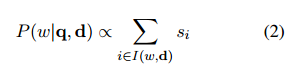 P(w|q, d) ∝ ∑_{i∈I(w,d)} s_i (2)